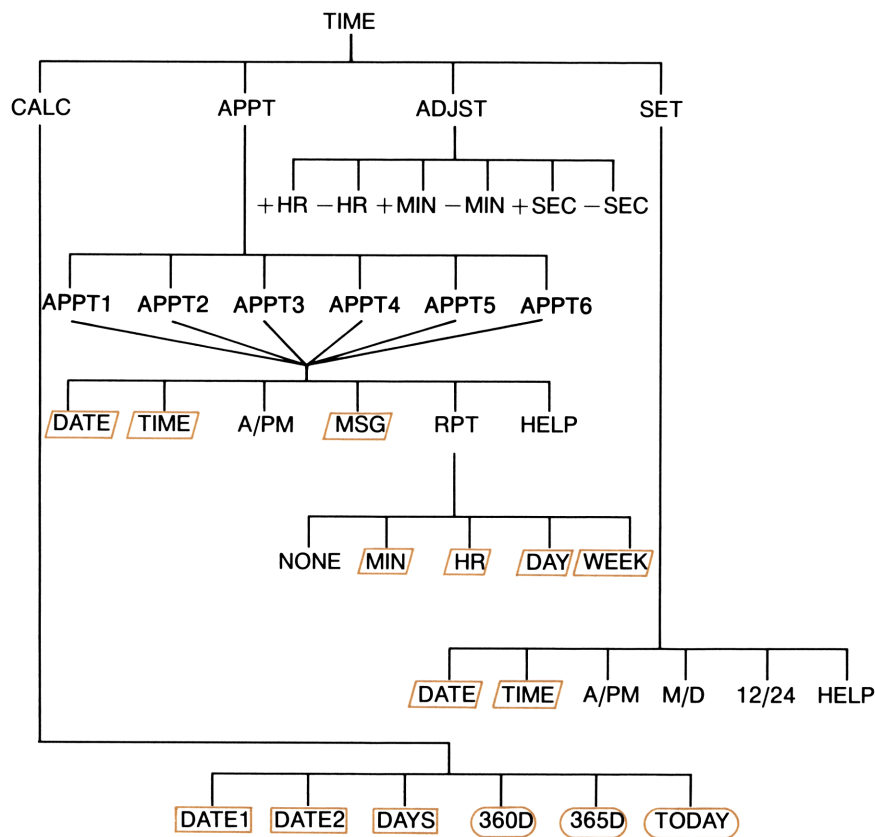 TIME
CALC APPT ADJST SET
+HR −HR +MIN −MIN +SEC −SEC
APPT1 APPT2 APPT3 APPT4 APPT5 APPT6
DATE TIME A/PM MSG RPT HELP
NONE MIN HR DAY WEEK
DATE TIME A/PM M/D 12/24 HELP
DATE1 DATE2 DAYS 360D 365D TODAY